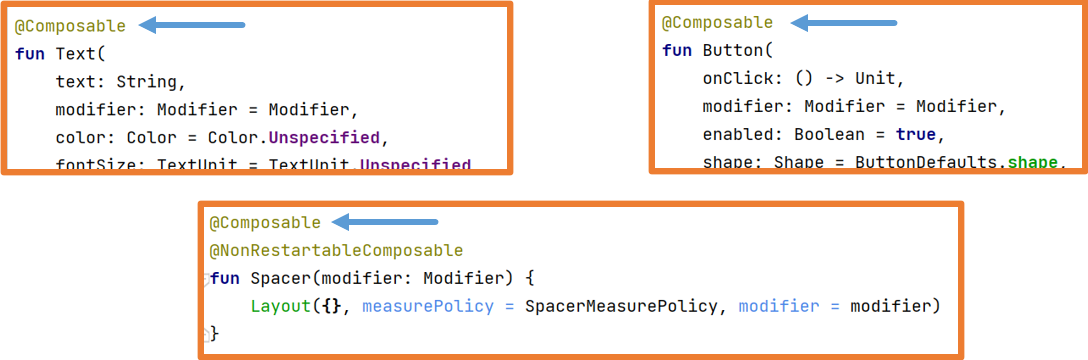 @Composable
fun Text(
    text: String,
    modifier: Modifier = Modifier,
    color: Color = Color.Unspecified,
    fontSize: TextUnit = TextUnit.Unspecified
@Composable
fun Button(
    onClick: () -> Unit,
    modifier: Modifier = Modifier,
    enabled: Boolean = true,
    shape: Shape = ButtonDefaults.shape,
@Composable
@NonRestartableComposable
fun Spacer(modifier: Modifier) {
    Layout({}, measurePolicy = SpacerMeasurePolicy, modifier = modifier)
}